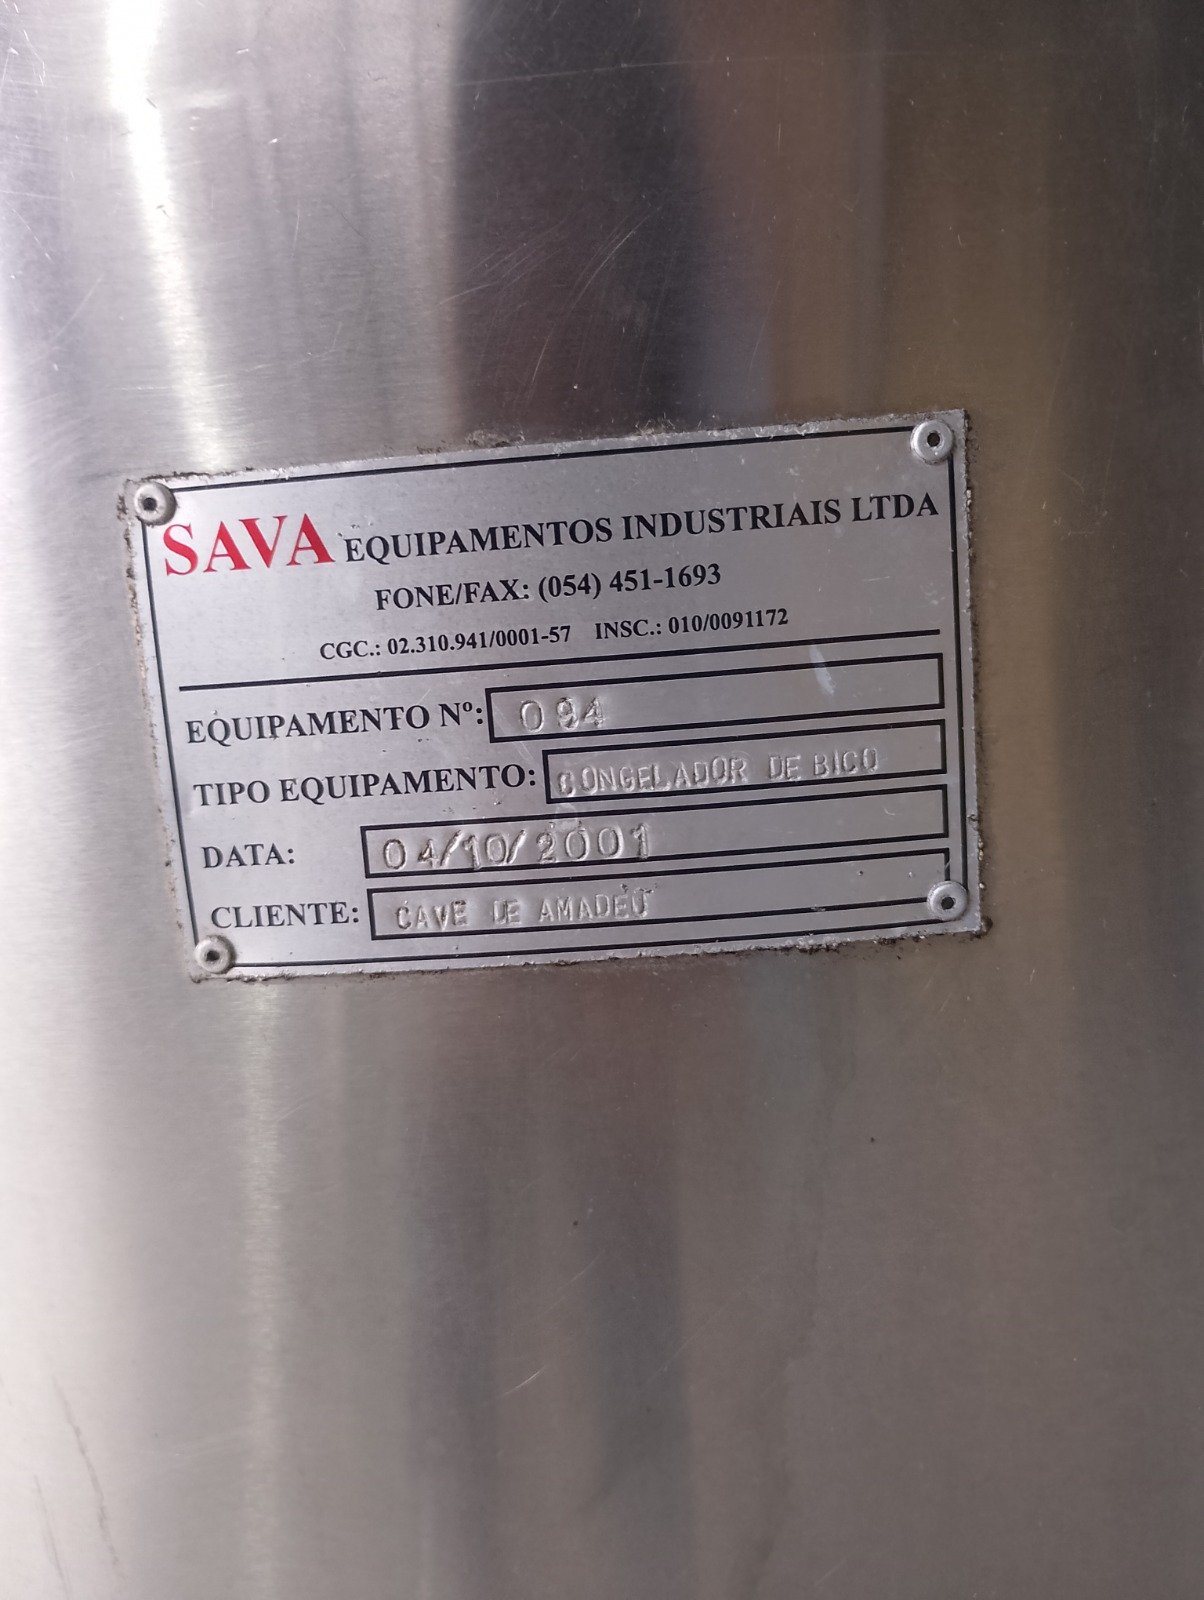 SAVA EQUIPAMENTOS INDUSTRIAIS LTDA
FONE/FAX: (054) 451-1693
CGC.: 02.310.941/0001-57 INSC.: 010/0091172
EQUIPAMENTO Nº: 094
TIPO EQUIPAMENTO: CONGELADOR DE BICO
DATA: 04/10/2001
CLIENTE: CAVE DE AMADEU